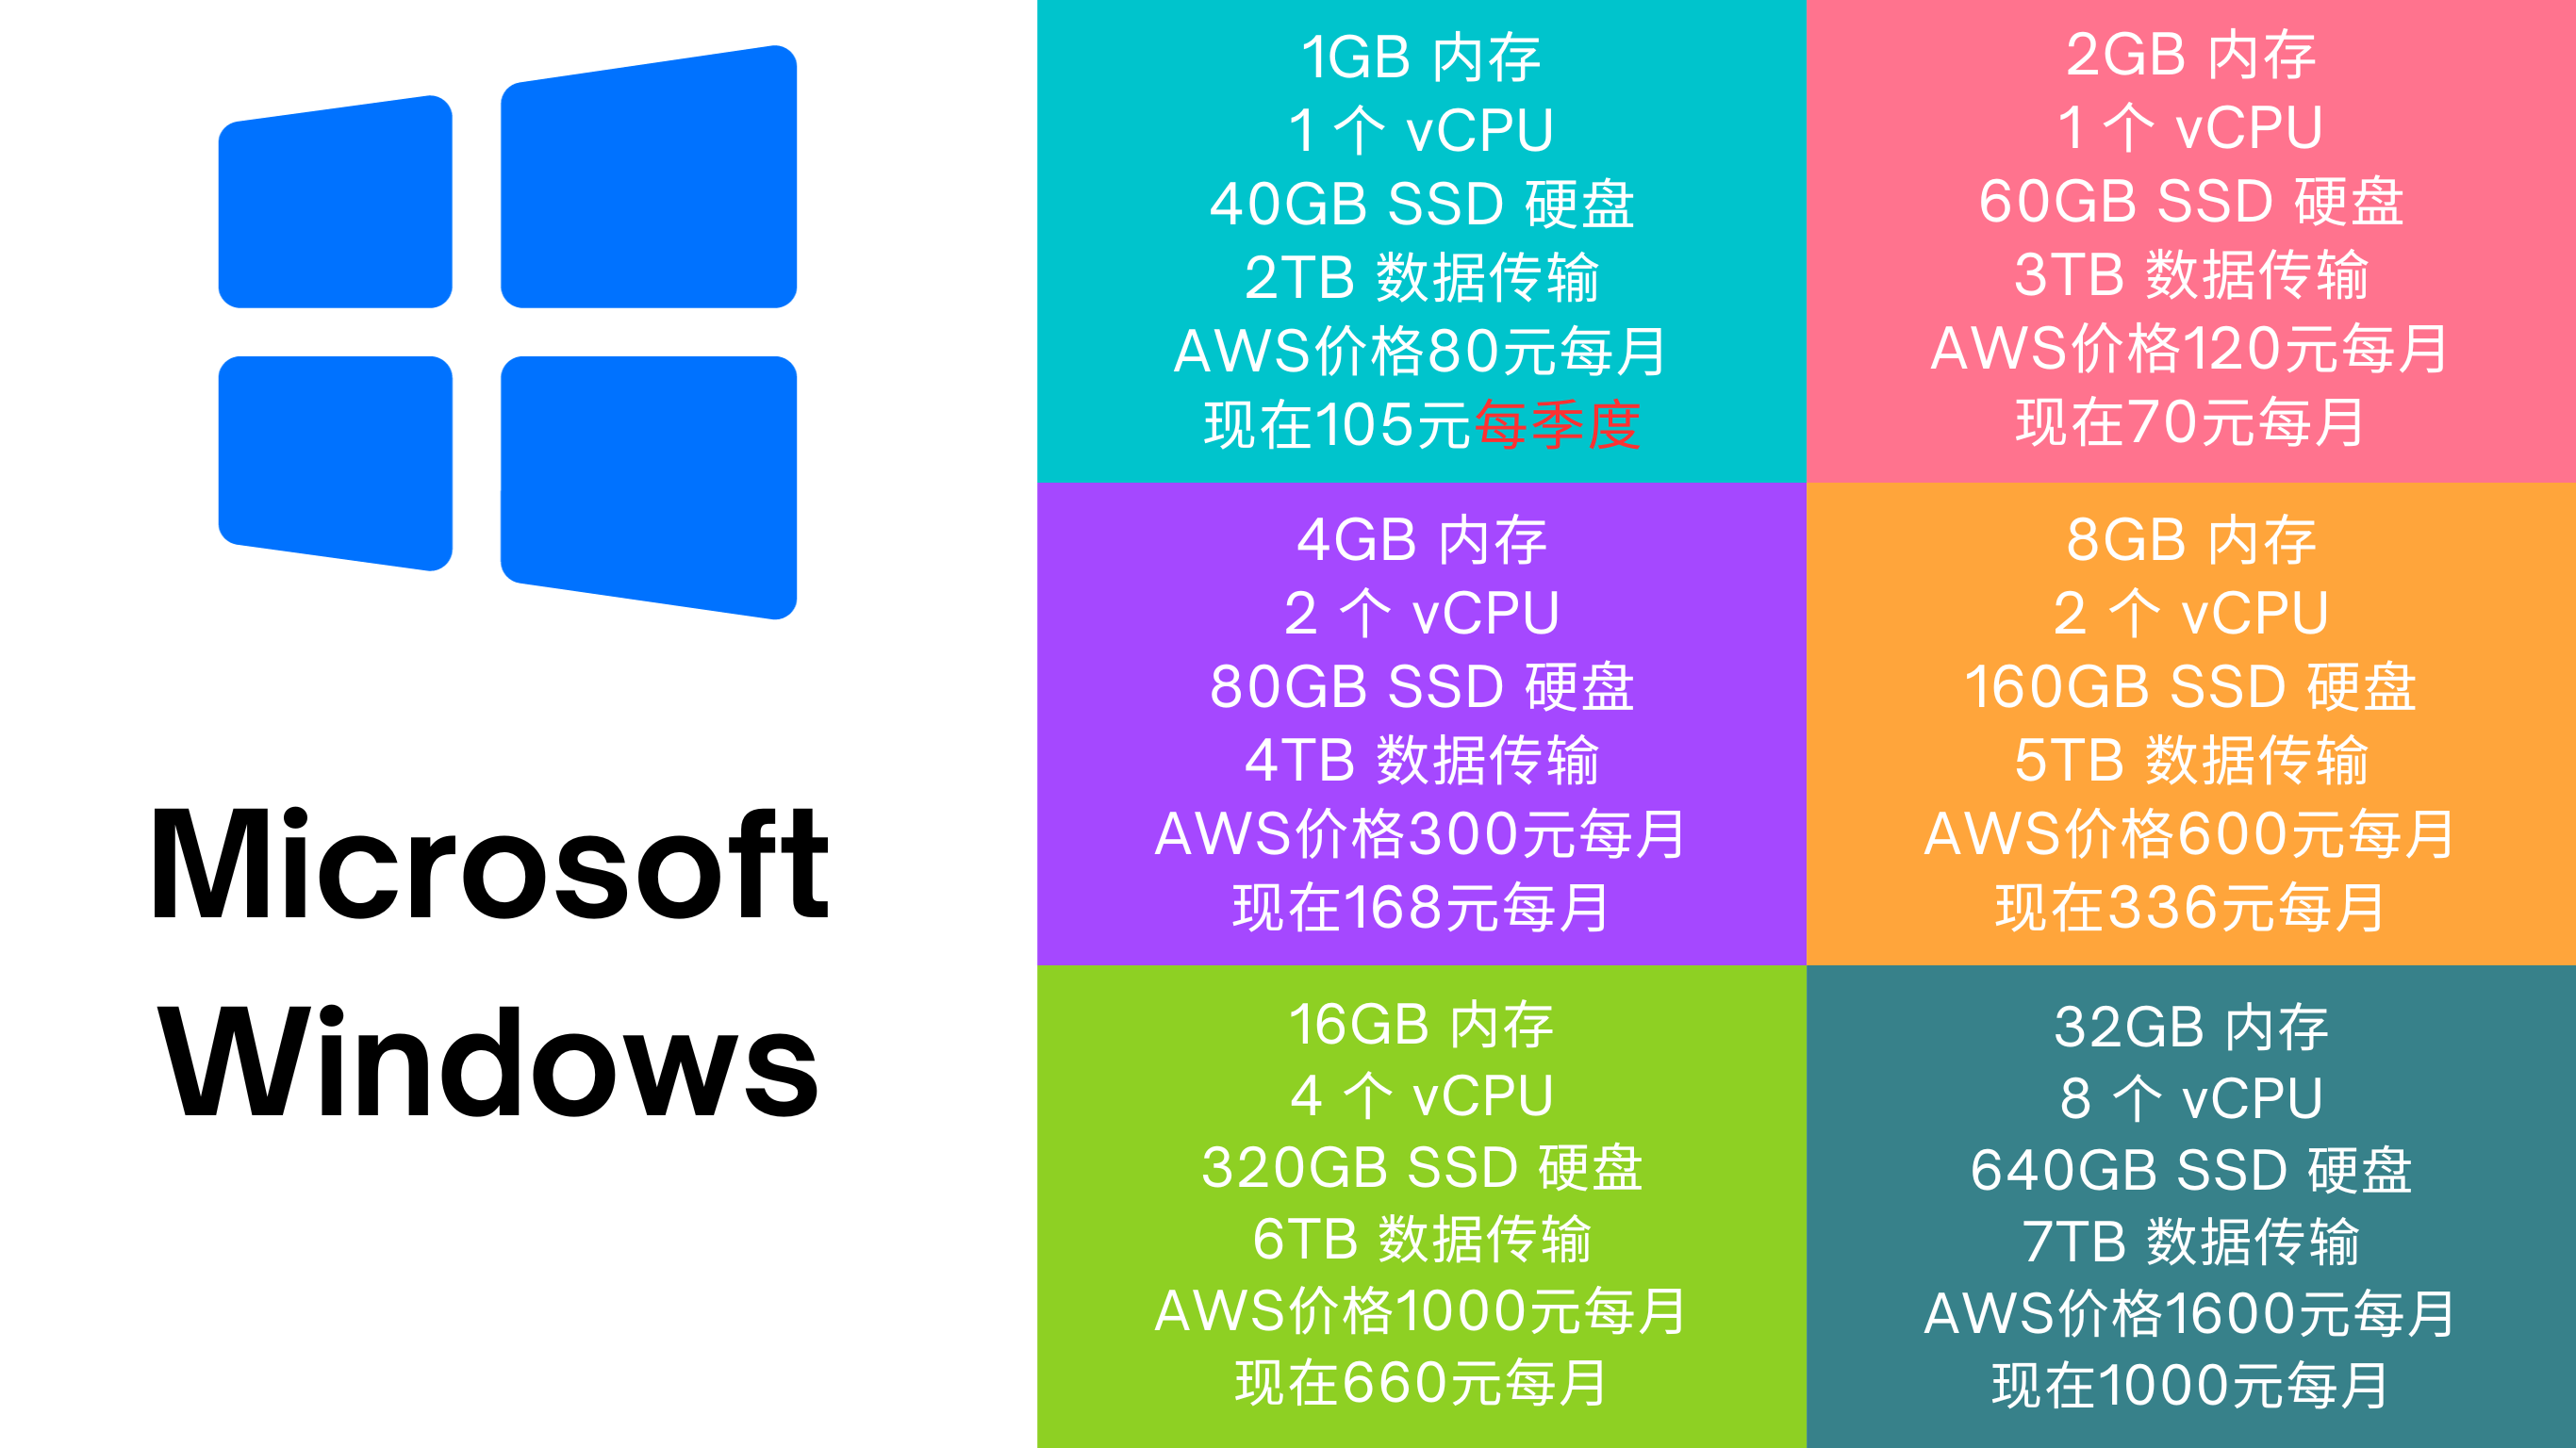 Microsoft
Windows
1GB 内存
1 个 vCPU
40GB SSD 硬盘
2TB 数据传输
AWS价格80元每月
现在105元每季度
2GB 内存
1 个 vCPU
60GB SSD 硬盘
3TB 数据传输
AWS价格120元每月
现在70元每月
4GB 内存
2 个 vCPU
80GB SSD 硬盘
4TB 数据传输
AWS价格300元每月
现在168元每月
8GB 内存
2 个 vCPU
160GB SSD 硬盘
5TB 数据传输
AWS价格600元每月
现在336元每月
16GB 内存
4 个 vCPU
320GB SSD 硬盘
6TB 数据传输
AWS价格1000元每月
现在660元每月
32GB 内存
8 个 vCPU
640GB SSD 硬盘
7TB 数据传输
AWS价格1600元每月
现在1000元每月